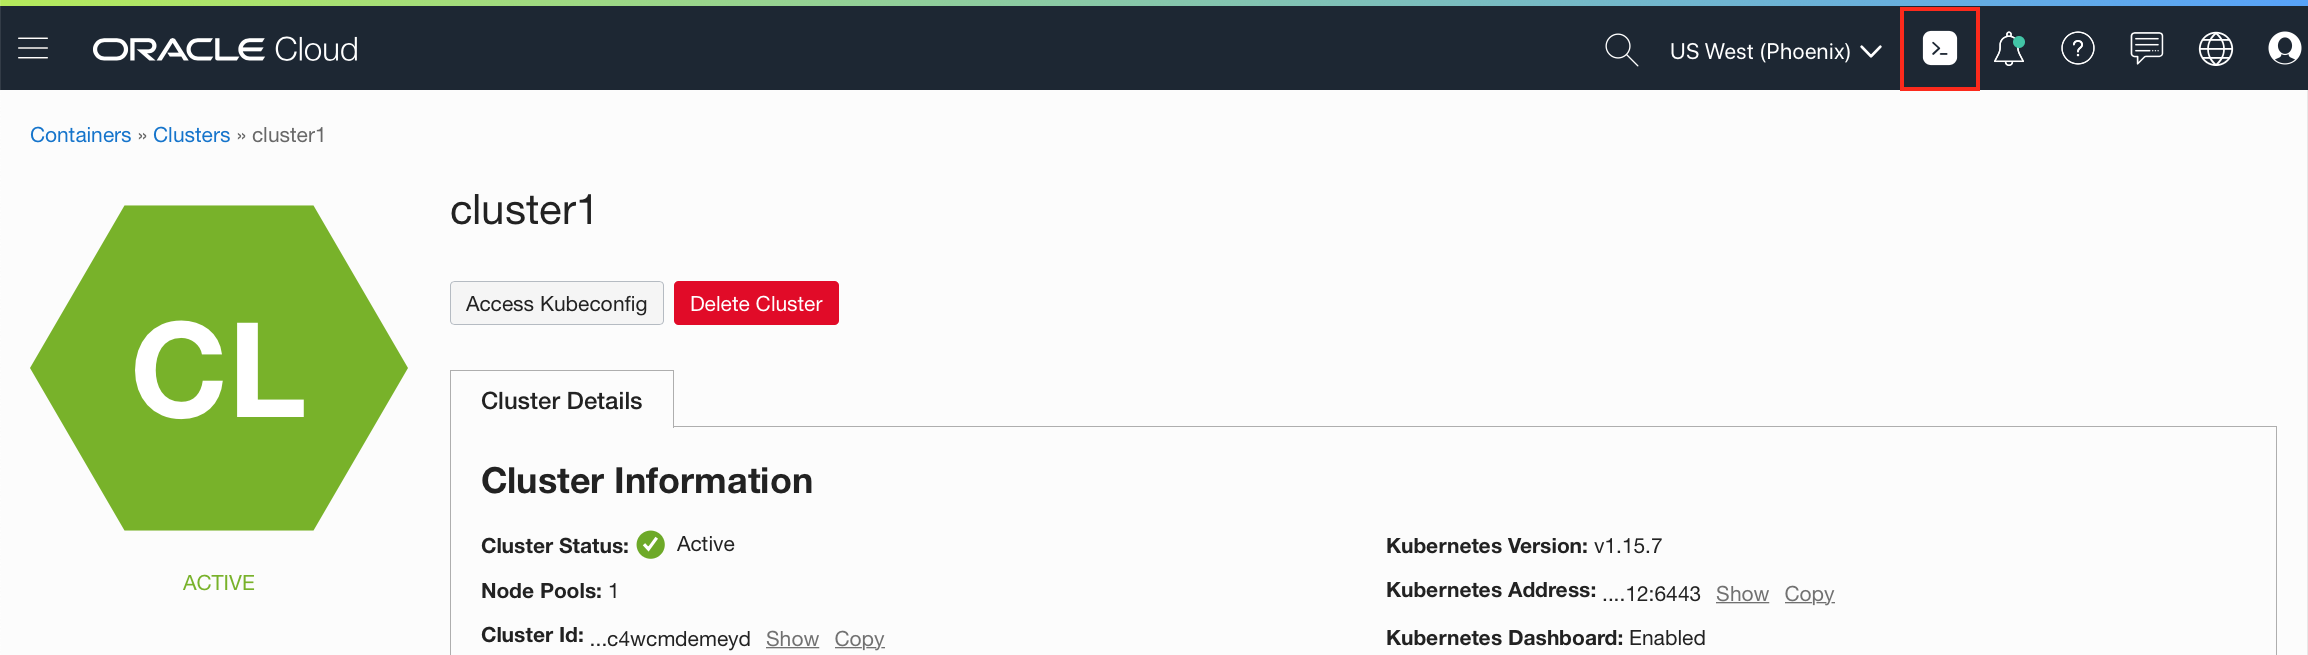 ORACLE Cloud
US West (Phoenix)
Containers » Clusters » cluster1
CL
ACTIVE
cluster1
Access Kubeconfig Delete Cluster
Cluster Details
Cluster Information
Cluster Status: Active
Node Pools: 1
Cluster Id: ...c4wcmdemeyd Show Copy
Kubernetes Version: v1.15.7
Kubernetes Address: ....12:6443 Show Copy
Kubernetes Dashboard: Enabled